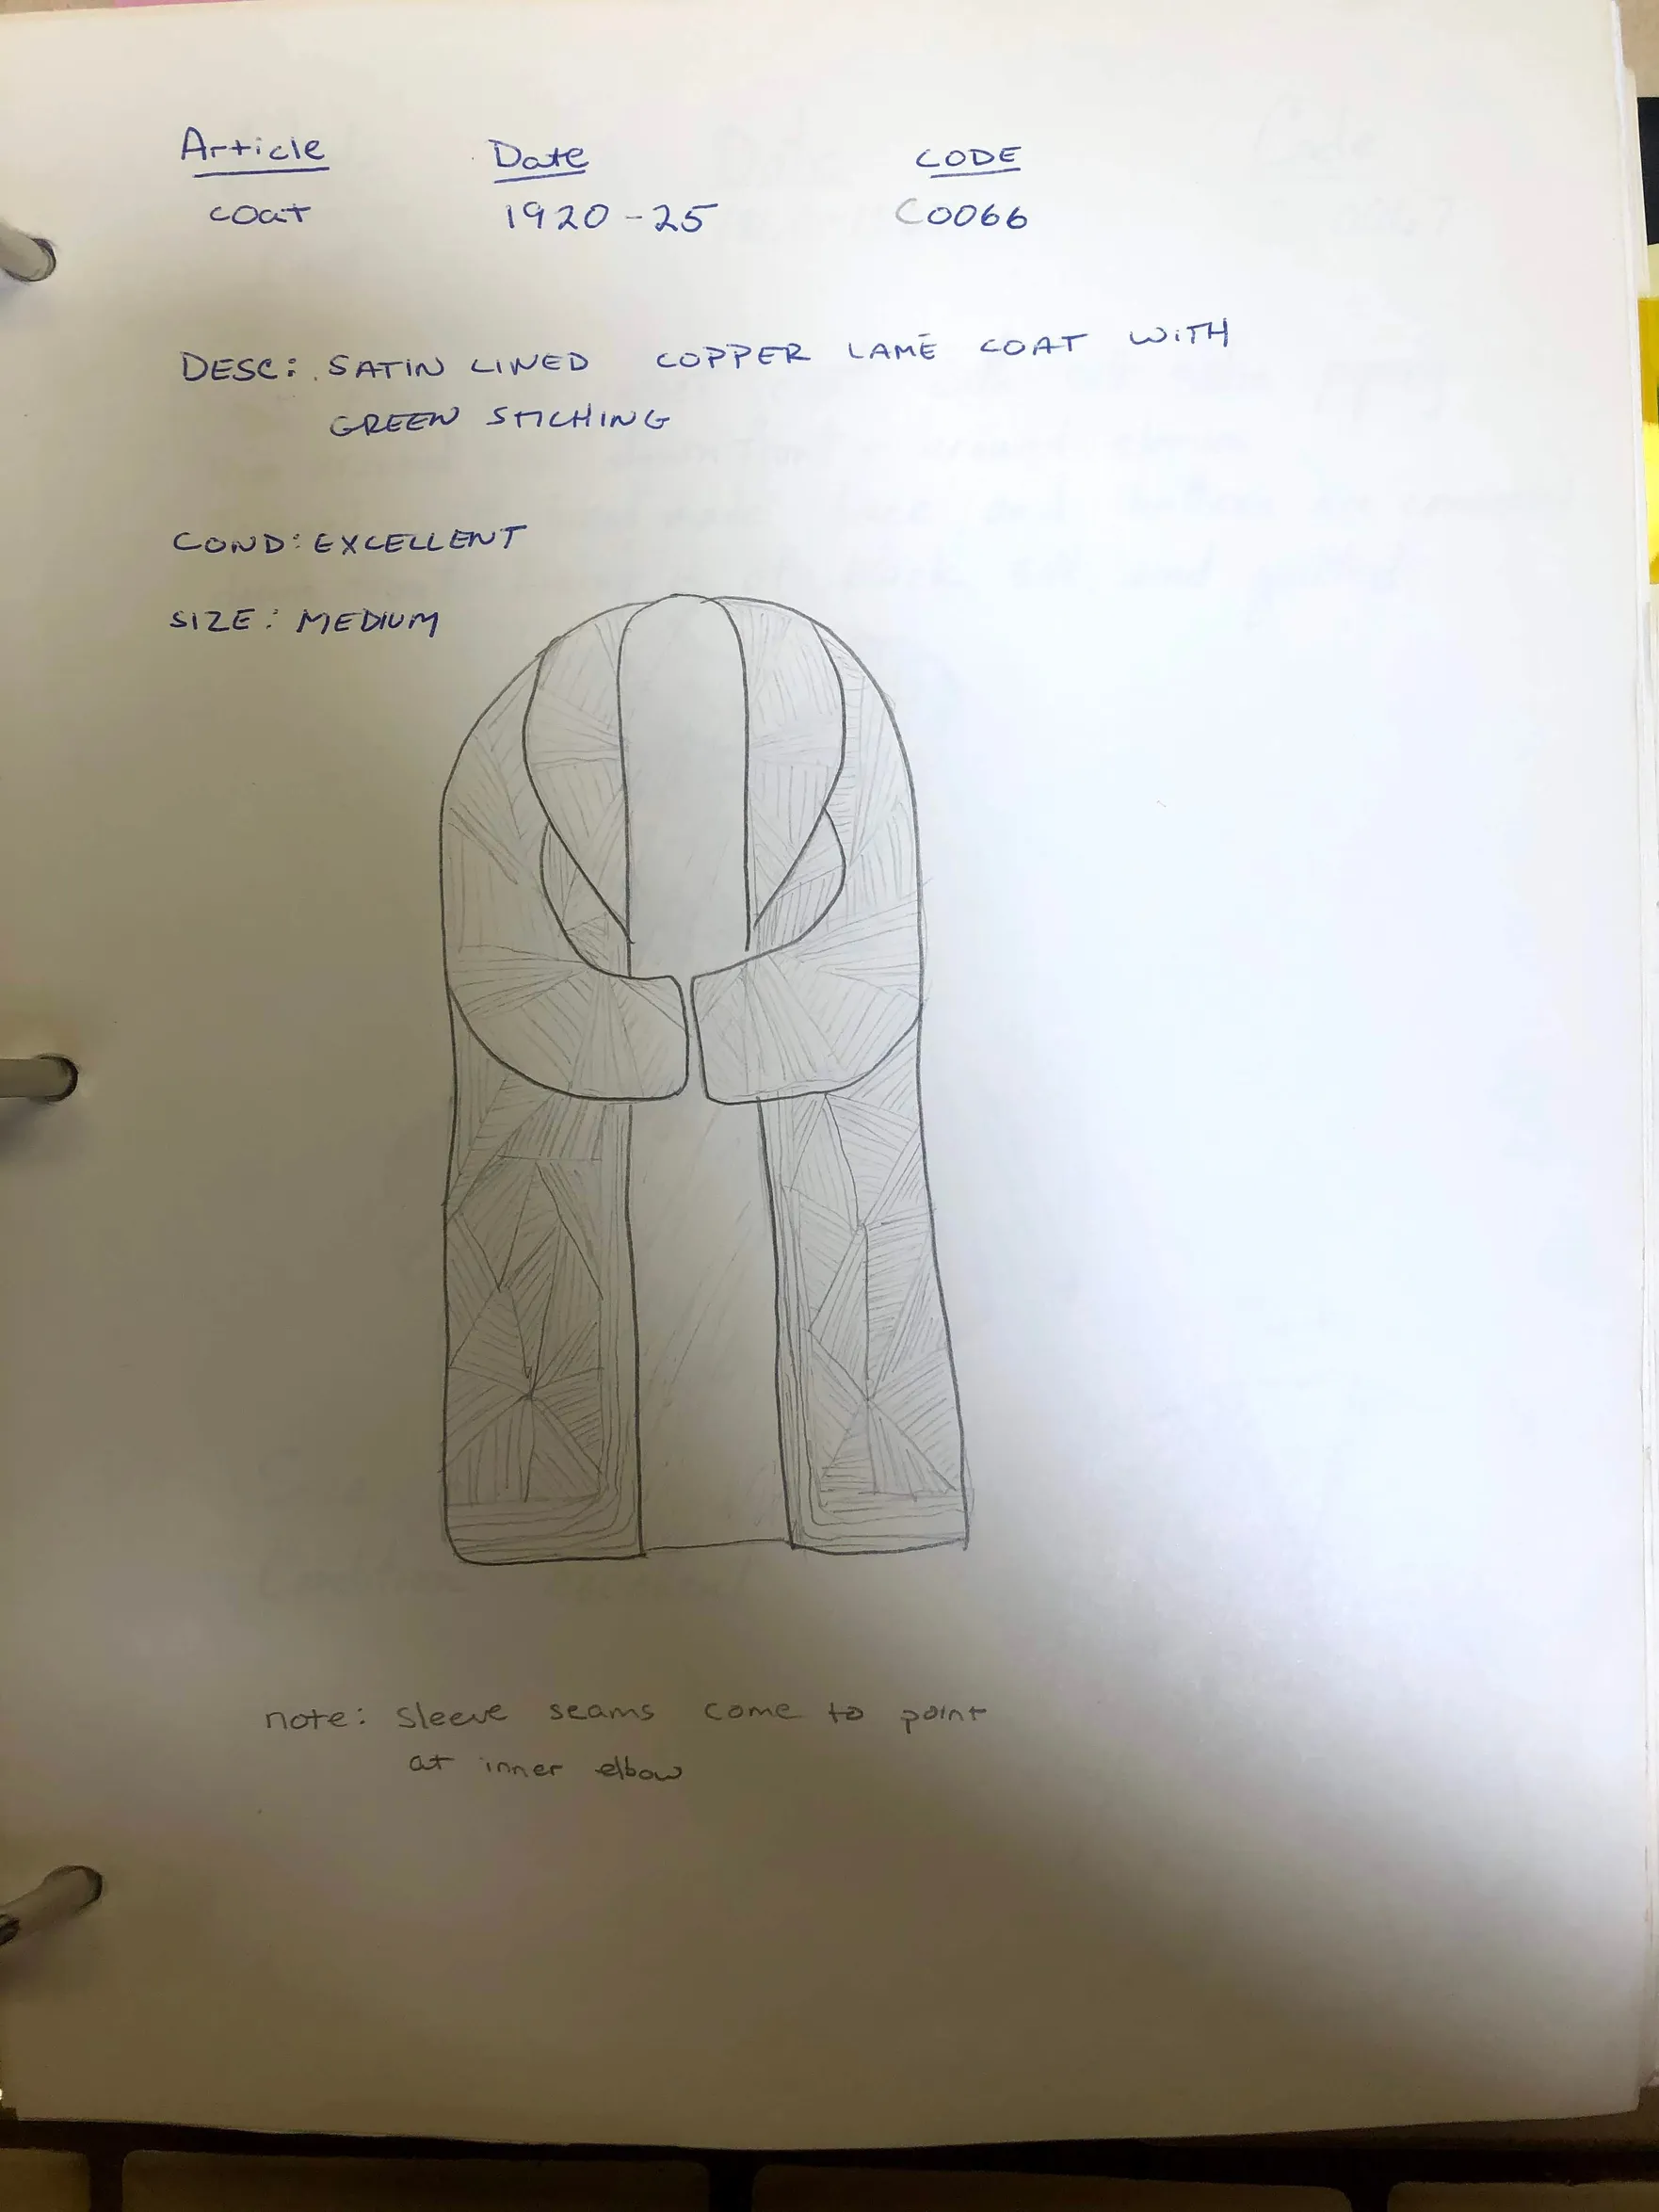 Article Date CODE
coat 1920-25 C0066
DESC: SATIN LINED COPPER LAMÉ COAT WITH
GREEN STICHING
COND: EXCELLENT
SIZE: MEDIUM
note: sleeve seams come to point
at inner elbow